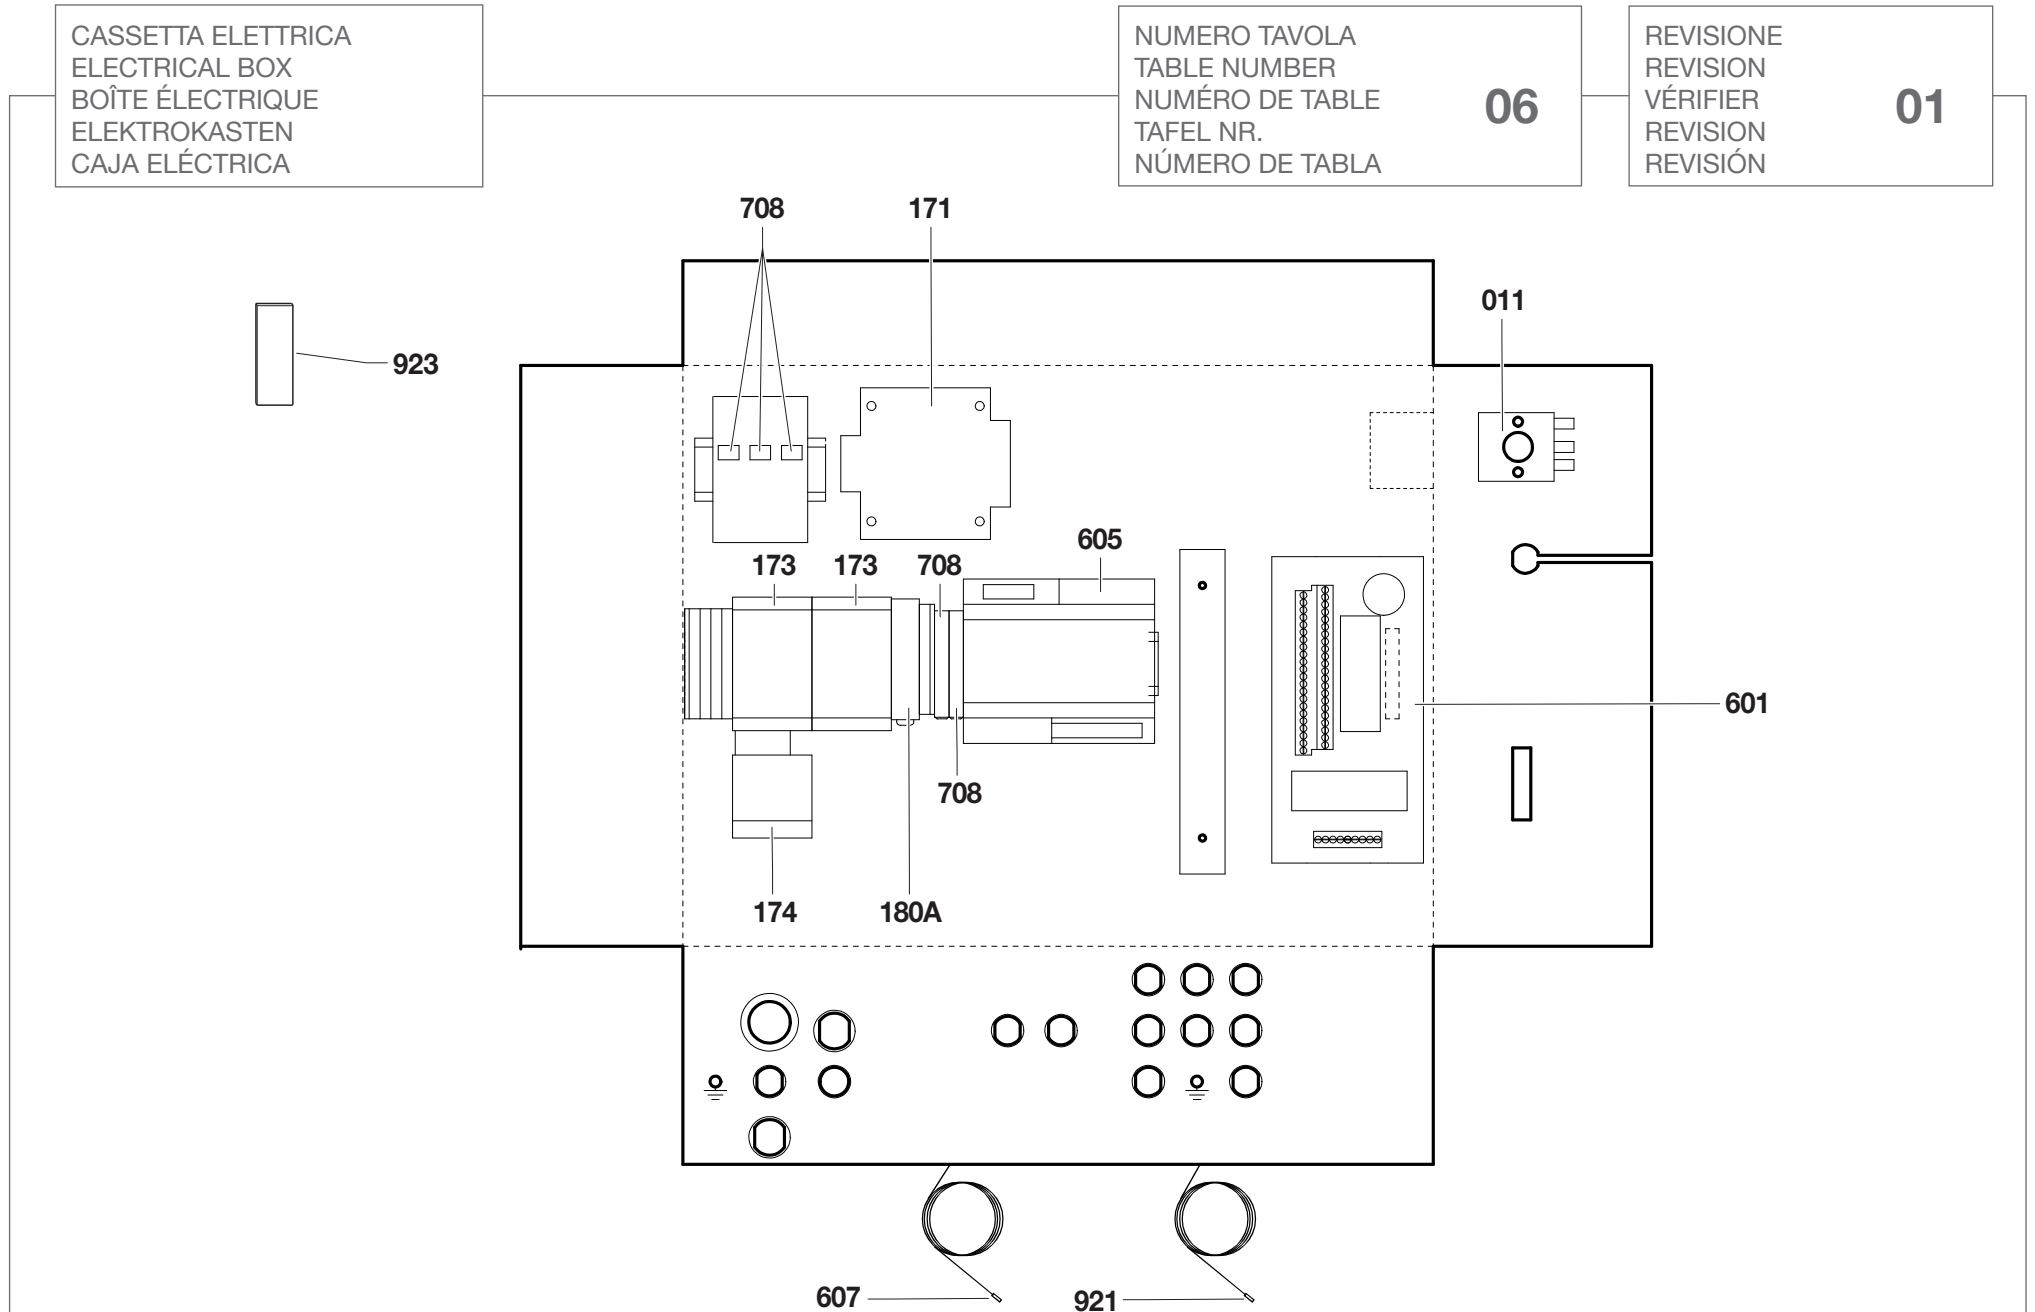 CASSETTA ELETTRICA
ELECTRICAL BOX
BOÎTE ÉLECTRIQUE
ELEKTROKASTEN
CAJA ELÉCTRICA
NUMERO TAVOLA
TABLE NUMBER
NUMÉRO DE TABLE
TAFEL NR.
NÚMERO DE TABLA
06
REVISIONE
REVISION
VÉRIFIER
REVISION
REVISIÓN
01
708
171
011
923
605
173
173
708
601
708
174
180A
607
921